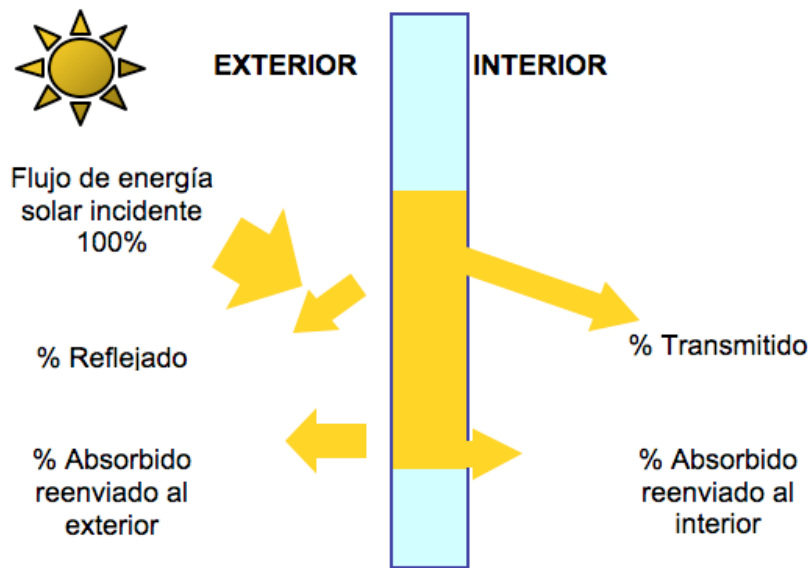 EXTERIOR
INTERIOR
Flujo de energía
solar incidente
100%
% Reflejado
% Transmitido
% Absorbido
reenviado al
exterior
% Absorbido
reenviado al
interior